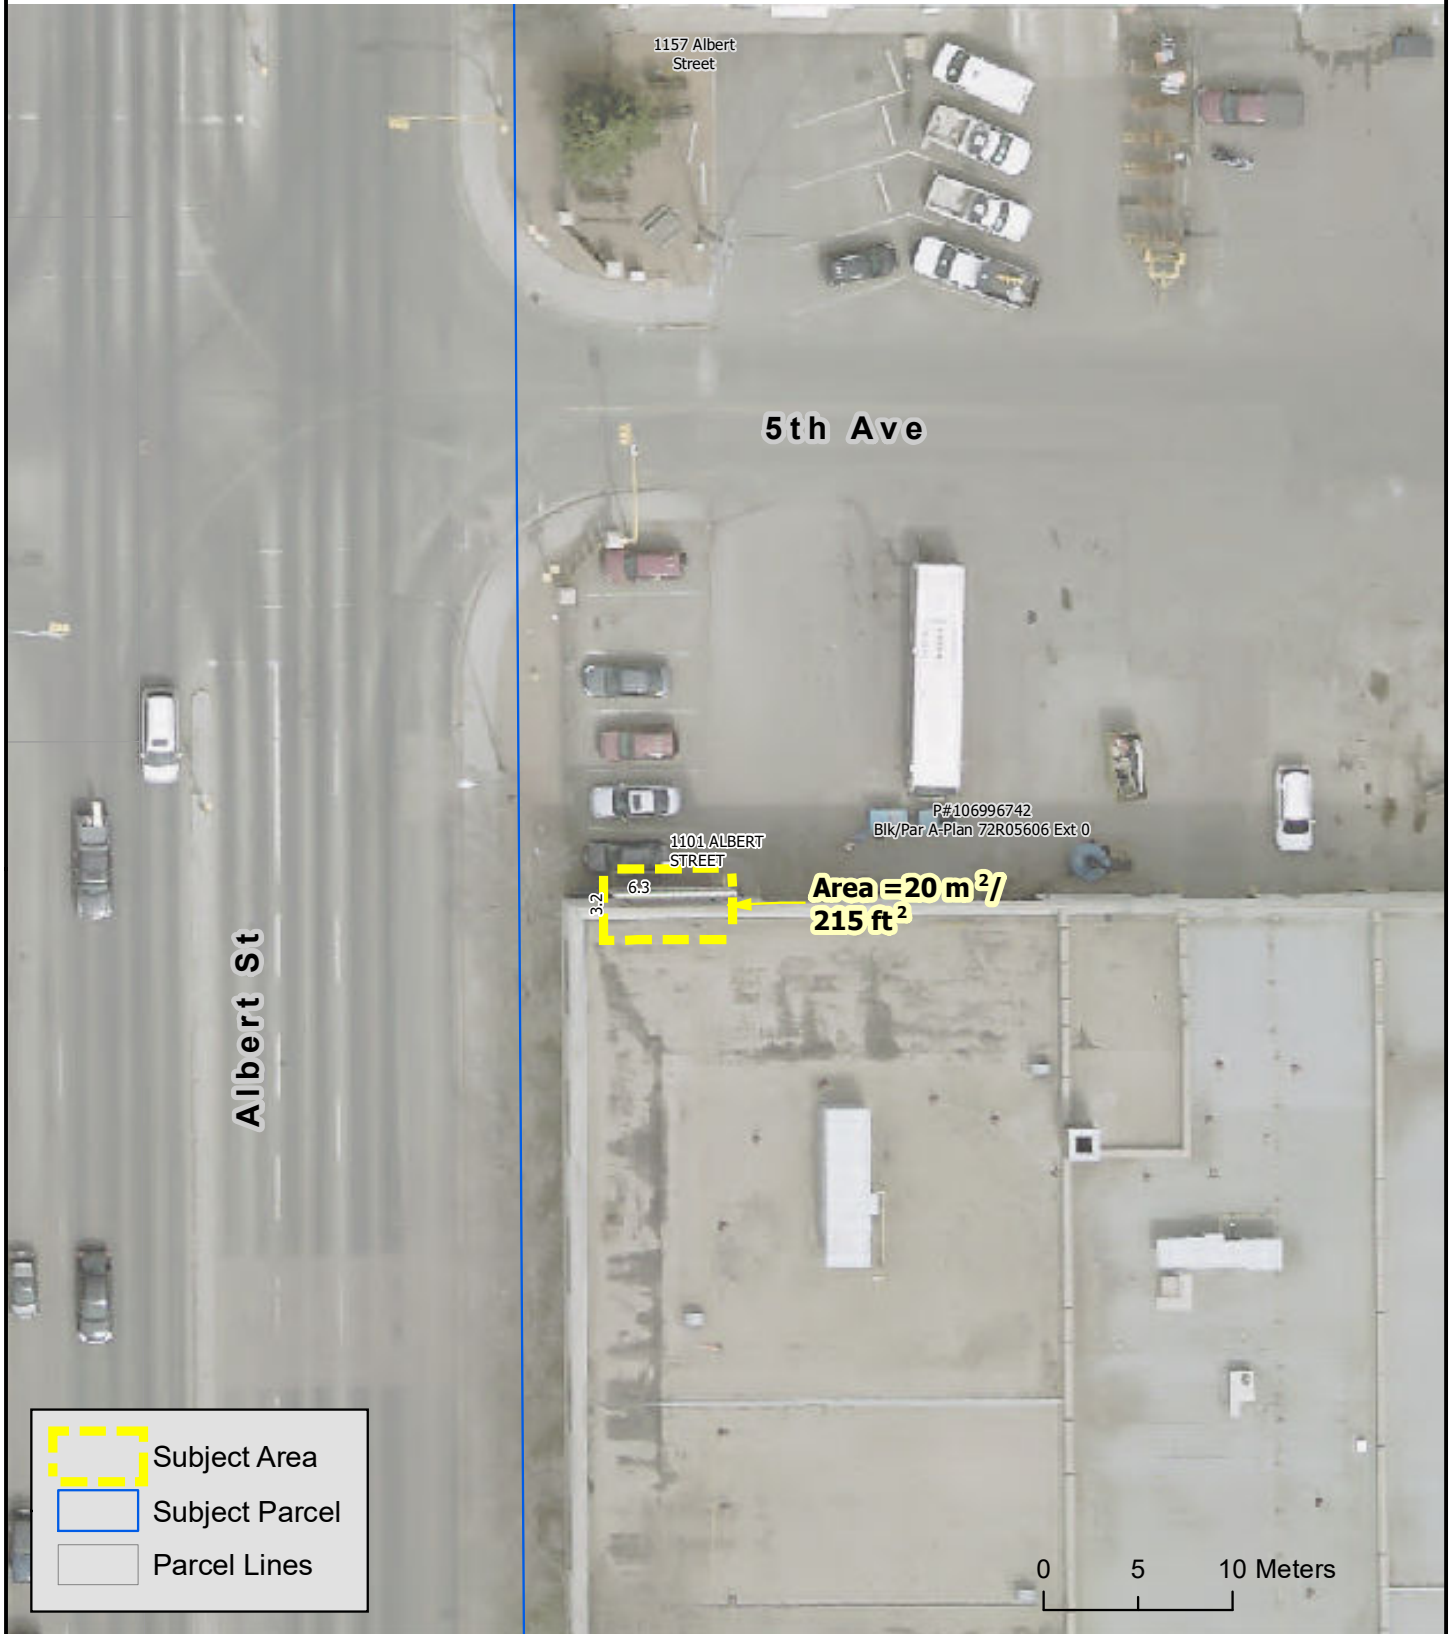 1157 Albert
Street
5th Ave
P#106996742
Blk/Par A-Plan 72R05606 Ext 0
1101 ALBERT
STREET
6.3
3.2
Area =20 m²/
215 ft²
Albert St
Subject Area
Subject Parcel
Parcel Lines
0 5 10 Meters